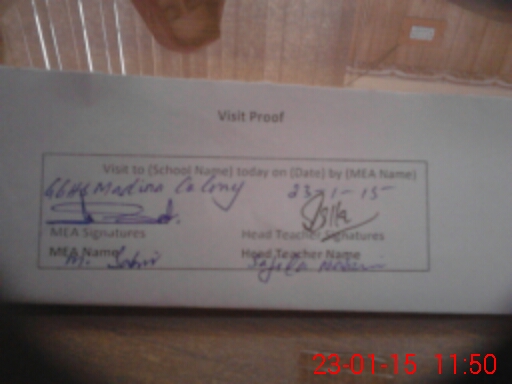 Visit Proof
Visit to (School Name) today on (Date) by (MEA Name)
Madina Colony 23-1-15
MEA Signatures Head Teacher Signatures
MEA Name Head Teacher Name
M.
23-01-15 11:50